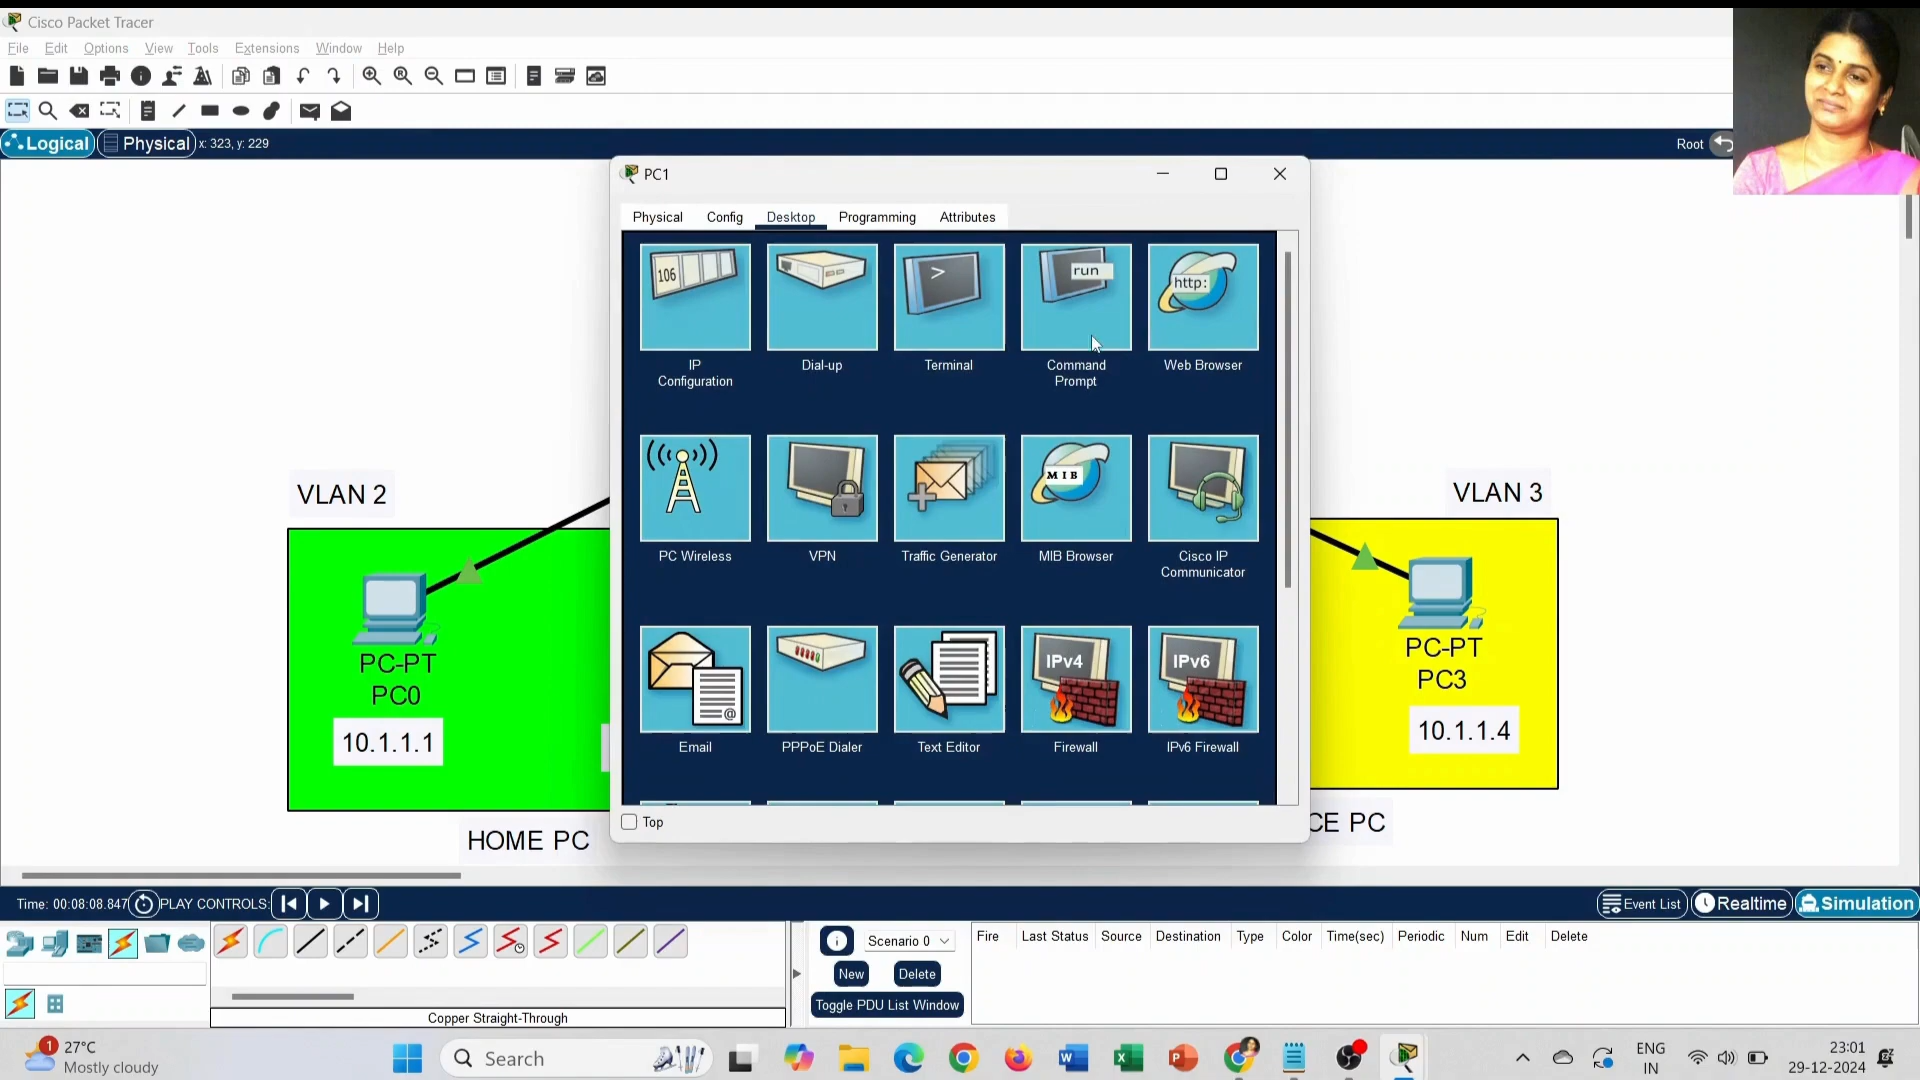 Cisco Packet Tracer
File Edit Options View Tools Extensions Window Help
Logical Physical x: 323, y: 229
Root
PC1
Physical Config Desktop Programming Attributes
106
>
run
http:
IP Configuration
Dial-up
Terminal
Command Prompt
Web Browser
MIB
PC Wireless
VPN
Traffic Generator
MIB Browser
Cisco IP Communicator
@
IPv4
IPv6
Email
PPPoE Dialer
Text Editor
Firewall
IPv6 Firewall
Top
VLAN 2
PC-PT
PC0
10.1.1.1
HOME PC
VLAN 3
PC-PT
PC3
10.1.1.4
CE PC
Time: 00:08:08.847 PLAY CONTROLS:
Event List Realtime Simulation
Scenario 0
New Delete
Toggle PDU List Window
Fire Last Status Source Destination Type Color Time(sec) Periodic Num Edit Delete
Copper Straight-Through
1
27°C
Mostly cloudy
Search
ENG
IN
23:01
29-12-2024